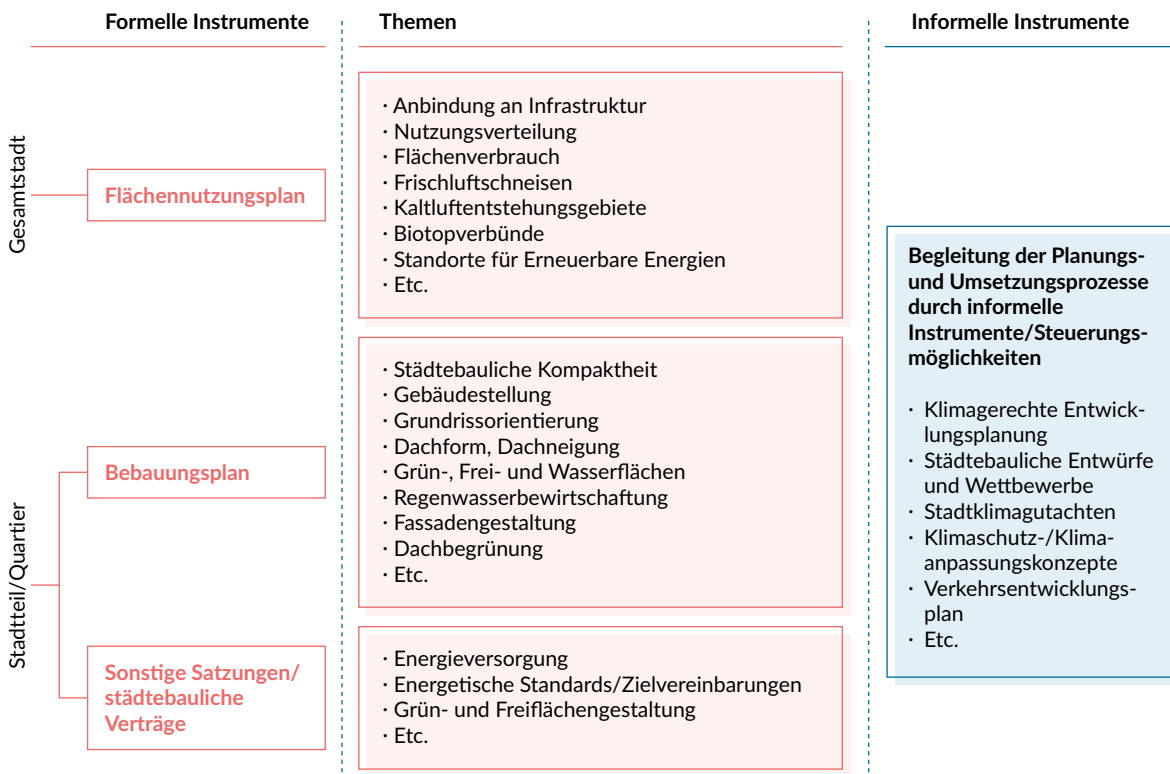 Formelle Instrumente
Themen
Informelle Instrumente
Gesamtstadt
Flächennutzungsplan
· Anbindung an Infrastruktur
· Nutzungsverteilung
· Flächenverbrauch
· Frischluftschneisen
· Kaltluftentstehungsgebiete
· Biotopverbünde
· Standorte für Erneuerbare Energien
· Etc.
Stadtteil/Quartier
Bebauungsplan
· Städtebauliche Kompaktheit
· Gebäudestellung
· Grundrissorientierung
· Dachform, Dachneigung
· Grün-, Frei- und Wasserflächen
· Regenwasserbewirtschaftung
· Fassadengestaltung
· Dachbegrünung
· Etc.
Sonstige Satzungen/
städtebauliche
Verträge
· Energieversorgung
· Energetische Standards/Zielvereinbarungen
· Grün- und Freiflächengestaltung
· Etc.
Begleitung der Planungs-
und Umsetzungsprozesse
durch informelle
Instrumente/Steuerungs-
möglichkeiten
· Klimagerechte Entwick-
lungsplanung
· Städtebauliche Entwürfe
und Wettbewerbe
· Stadtklimagutachten
· Klimaschutz-/Klima-
anpassungskonzepte
· Verkehrsentwicklungs-
plan
· Etc.